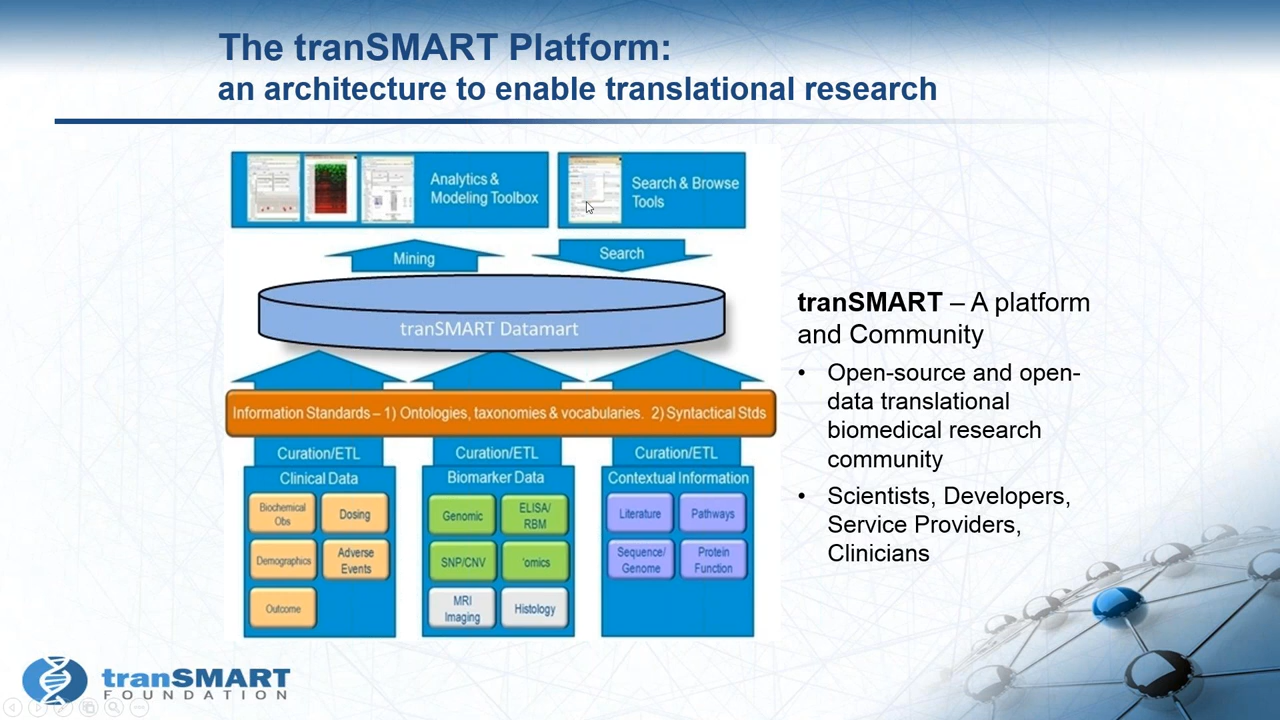 The tranSMART Platform:
an architecture to enable translational research
Analytics &
Modeling Toolbox
Search & Browse
Tools
Mining
Search
tranSMART Datamart
Information Standards – 1) Ontologies, taxonomies & vocabularies. 2) Syntactical Stds
Curation/ETL
Curation/ETL
Curation/ETL
Clinical Data
Biomarker Data
Contextual Information
Biochemical
Obs
Dosing
Demographics
Adverse
Events
Outcome
Genomic
ELISA/
RBM
SNP/CNV
'omics
MRI
Imaging
Histology
Literature
Pathways
Sequence/
Genome
Protein
Function
tranSMART – A platform
and Community
• Open-source and open-
data translational
biomedical research
community
• Scientists, Developers,
Service Providers,
Clinicians
tranSMART
FOUNDATION